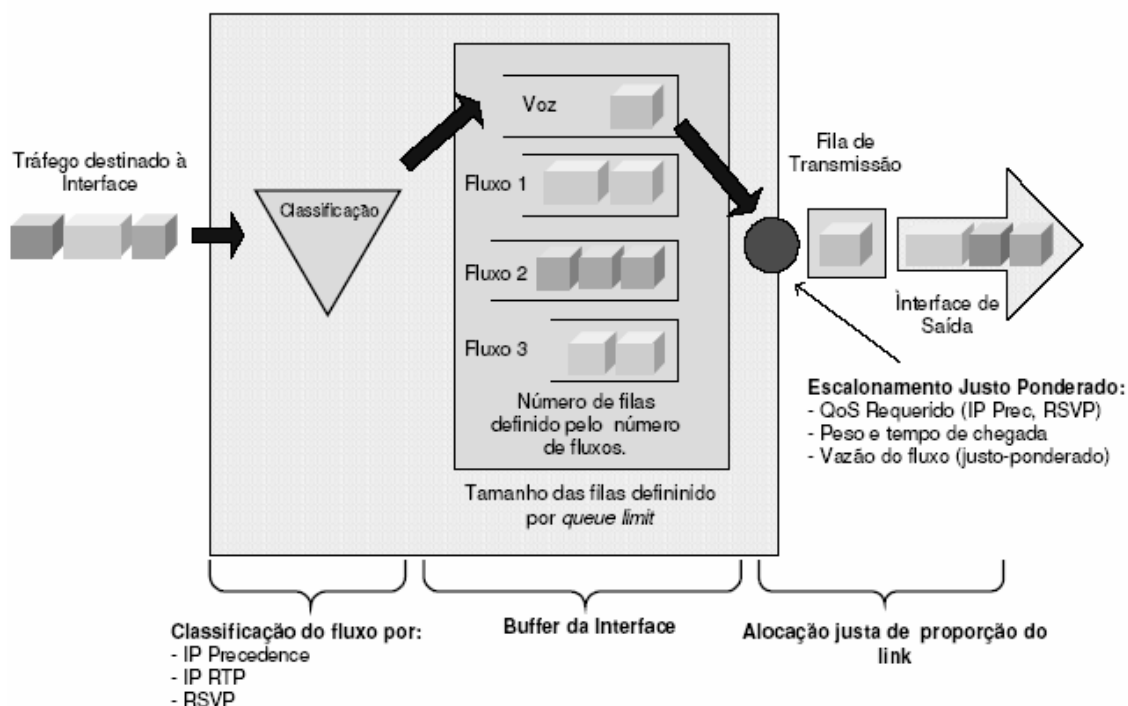 Tráfego destinado à
Interface
Classificação
Voz
Fluxo 1
Fluxo 2
Fluxo 3
Número de filas
definido pelo número
de fluxos.
Tamanho das filas defininido
por queue limit
Fila de
Transmissão
Ìnterface de
Saída
Escalonamento Justo Ponderado:
- QoS Requerido (IP Prec, RSVP)
- Peso e tempo de chegada
- Vazão do fluxo (justo-ponderado)
Classificação do fluxo por:
- IP Precedence
- IP RTP
- RSVP
Buffer da Interface
Alocação justa de proporção do
link